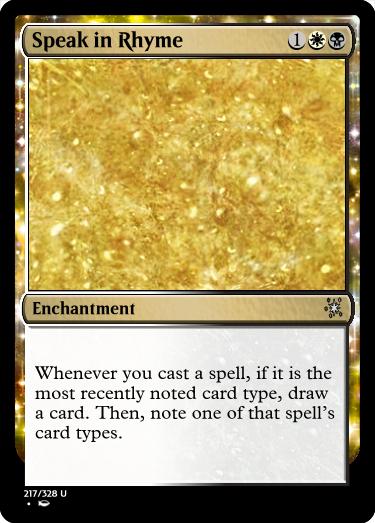 Speak in Rhyme 1
Enchantment
Whenever you cast a spell, if it is the
most recently noted card type, draw
a card. Then, note one of that spell's
card types.
217/328 U